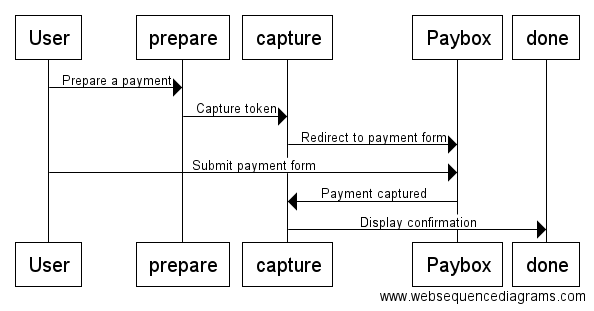 User prepare capture Paybox done
Prepare a payment
Capture token
Redirect to payment form
Submit payment form
Payment captured
Display confirmation
User prepare capture Paybox done
www.websequencediagrams.com